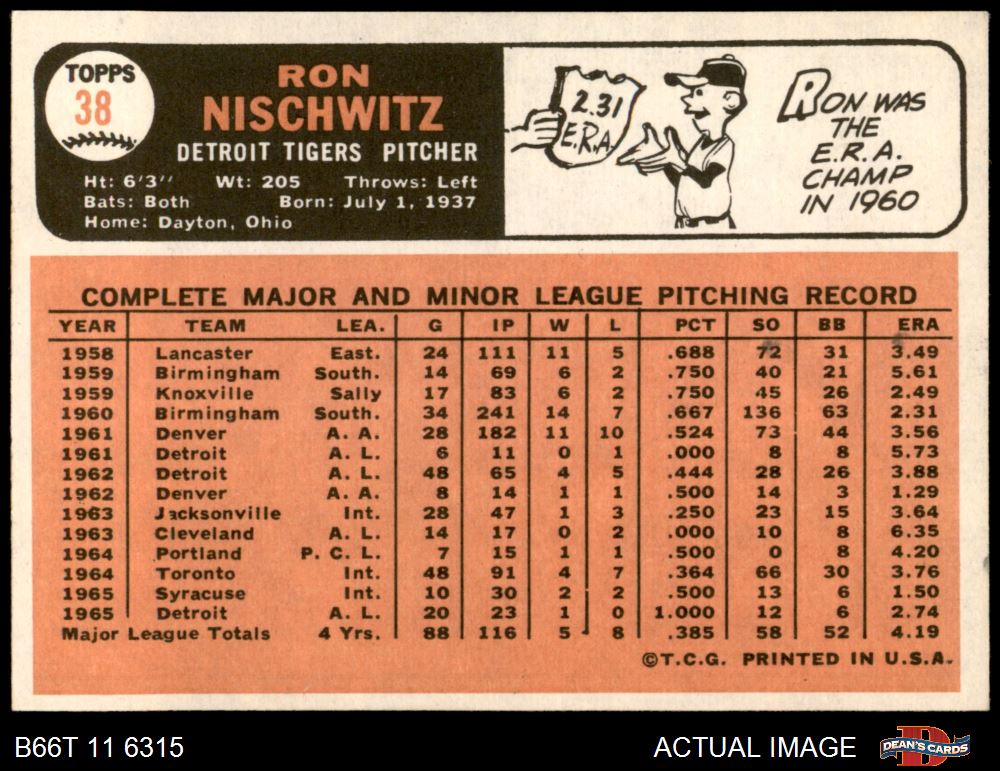 TOPPS
38
RON
NISCHWITZ
DETROIT TIGERS PITCHER
Ht: 6'3" Wt: 205 Throws: Left
Bats: Both Born: July 1, 1937
Home: Dayton, Ohio
2.31
E.R.A.
RON WAS
THE
E.R.A.
CHAMP
IN 1960
COMPLETE MAJOR AND MINOR LEAGUE PITCHING RECORD
YEAR TEAM LEA. G IP W L PCT SO BB ERA
1958 Lancaster East. 24 111 11 5 .688 72 31 3.49
1959 Birmingham South. 14 69 6 2 .750 40 21 5.61
1959 Knoxville Sally 17 83 6 2 .750 45 26 2.49
1960 Birmingham South. 34 241 14 7 .667 136 63 2.31
1961 Denver A. A. 28 182 11 10 .524 73 44 3.56
1961 Detroit A. L. 6 11 0 1 .000 8 8 5.73
1962 Detroit A. L. 48 65 4 5 .444 28 26 3.88
1962 Denver A. A. 8 14 1 1 .500 14 3 1.29
1963 Jacksonville Int. 28 47 1 3 .250 23 15 3.64
1963 Cleveland A. L. 14 17 0 2 .000 10 8 6.35
1964 Portland P. C. L. 7 15 1 1 .500 0 8 4.20
1964 Toronto Int. 48 91 4 7 .364 66 30 3.76
1965 Syracuse Int. 10 30 2 2 .500 13 6 1.50
1965 Detroit A. L. 20 23 1 0 1.000 12 6 2.74
Major League Totals 4 Yrs. 88 116 5 8 .385 58 52 4.19
©T.C.G. PRINTED IN U.S.A.
B66T 11 6315
ACTUAL IMAGE
D
DEAN'S CARDS